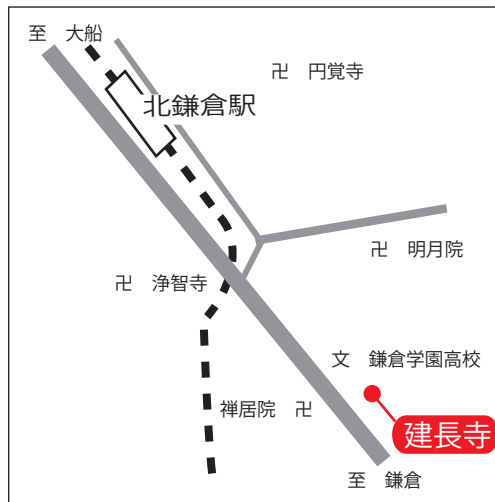 至　大船
卍　円覚寺
北鎌倉駅
卍　明月院
卍　浄智寺
文　鎌倉学園高校
禅居院　卍
建長寺
至　鎌倉